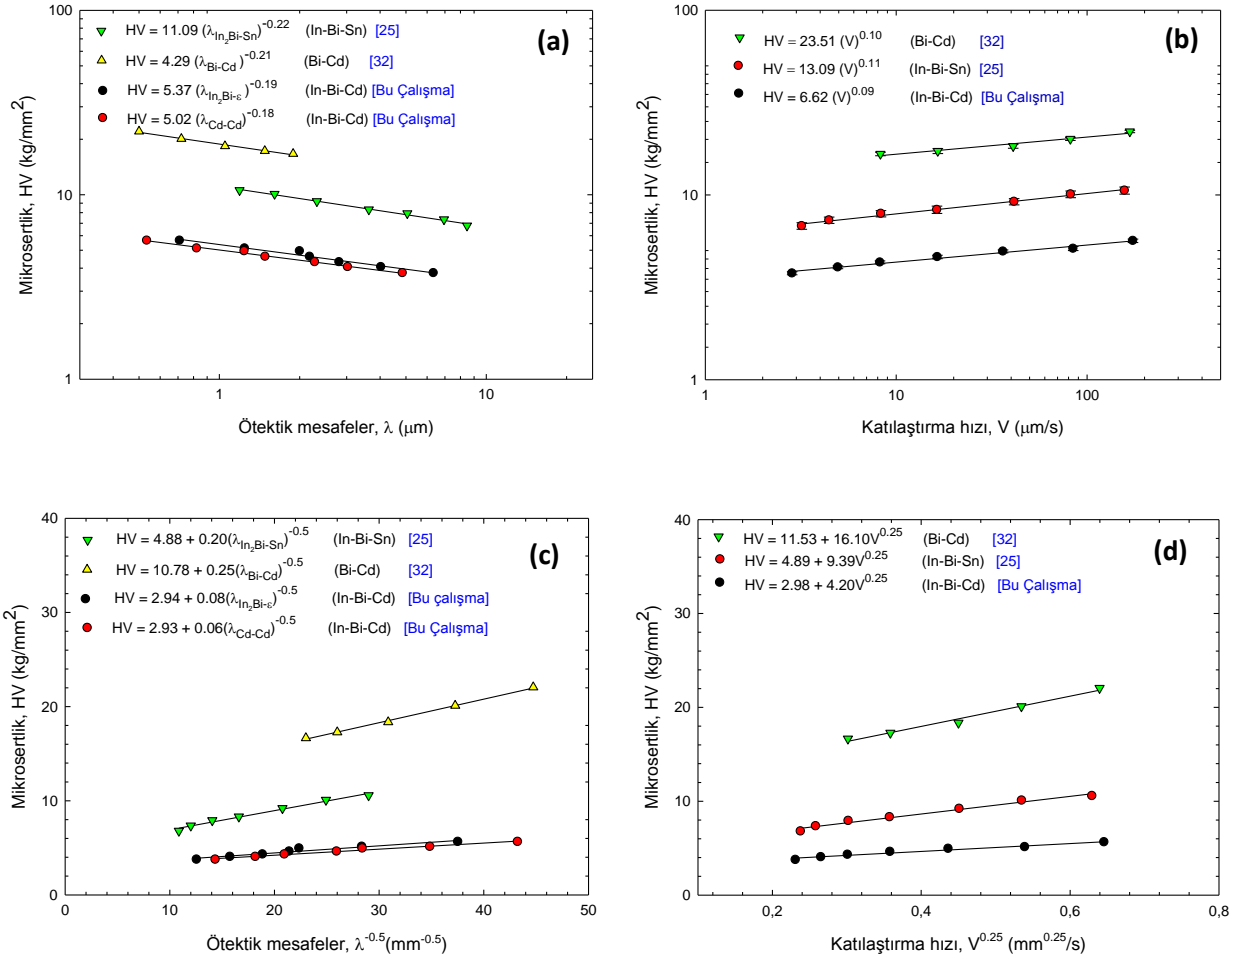 100
HV = 11.09 (λIn₂Bi-Sn)^-0.22 (In-Bi-Sn) [25]
(a)
HV = 4.29 (λBi-Cd)^-0.21 (Bi-Cd) [32]
HV = 5.37 (λIn₂Bi-ε)^-0.19 (In-Bi-Cd) [Bu Çalışma]
HV = 5.02 (λCd-Cd)^-0.18 (In-Bi-Cd) [Bu Çalışma]
10
1
Mikrosertlik, HV (kg/mm²)
1 10
Ötektik mesafeler, λ (μm)
100
HV = 23.51 (V)^0.10 (Bi-Cd) [32]
(b)
HV = 13.09 (V)^0.11 (In-Bi-Sn) [25]
HV = 6.62 (V)^0.09 (In-Bi-Cd) [Bu Çalışma]
10
1
Mikrosertlik, HV (kg/mm²)
1 10 100
Katılaştırma hızı, V (μm/s)
40
HV = 4.88 + 0.20(λIn₂Bi-Sn)^-0.5 (In-Bi-Sn) [25]
(c)
HV = 10.78 + 0.25(λBi-Cd)^-0.5 (Bi-Cd) [32]
HV = 2.94 + 0.08(λIn₂Bi-ε)^-0.5 (In-Bi-Cd) [Bu çalışma]
HV = 2.93 + 0.06(λCd-Cd)^-0.5 (In-Bi-Cd) [Bu Çalışma]
30
20
10
0
Mikrosertlik, HV (kg/mm²)
0 10 20 30 40 50
Ötektik mesafeler, λ^-0.5(mm^-0.5)
40
HV = 11.53 + 16.10V^0.25 (Bi-Cd) [32]
(d)
HV = 4.89 + 9.39V^0.25 (In-Bi-Sn) [25]
HV = 2.98 + 4.20V^0.25 (In-Bi-Cd) [Bu Çalışma]
30
20
10
0
Mikrosertlik, HV (kg/mm²)
0,2 0,4 0,6 0,8
Katılaştırma hızı, V^0.25 (mm^0.25/s)